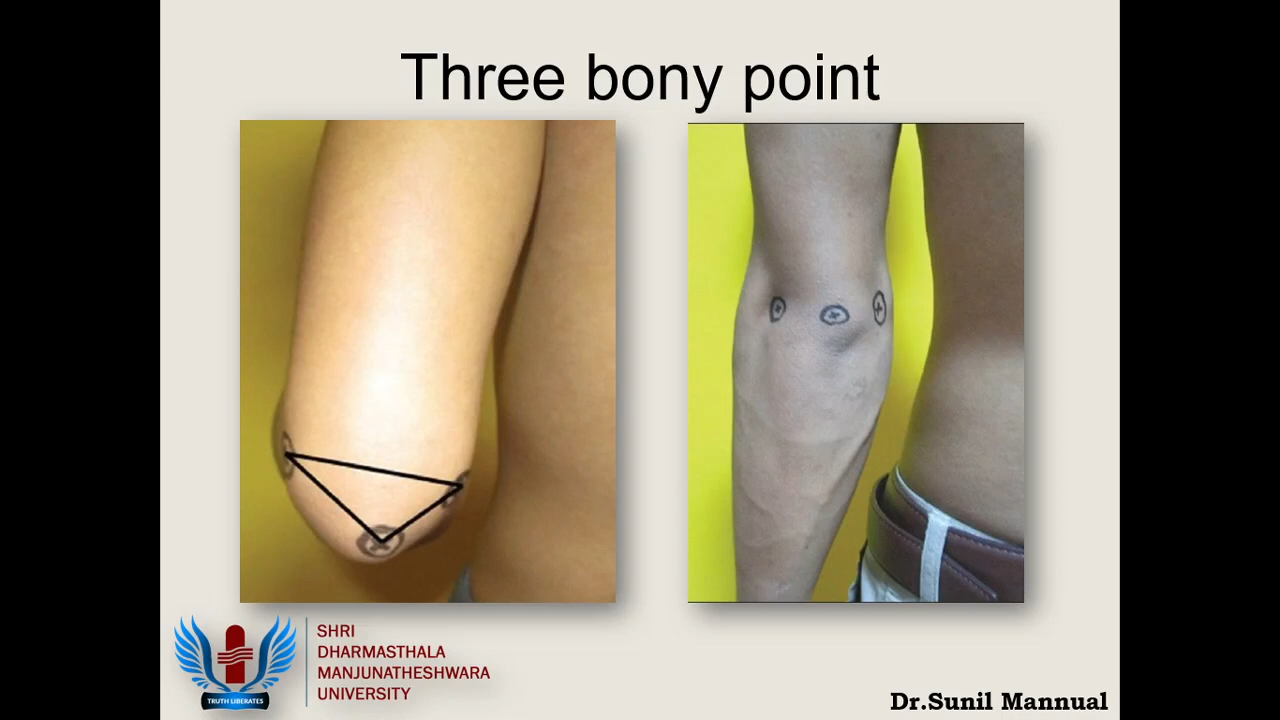 Three bony point
SHRI
DHARMASTHALA
MANJUNATHESHWARA
UNIVERSITY
TRUTH LIBERATES
Dr.Sunil Mannual